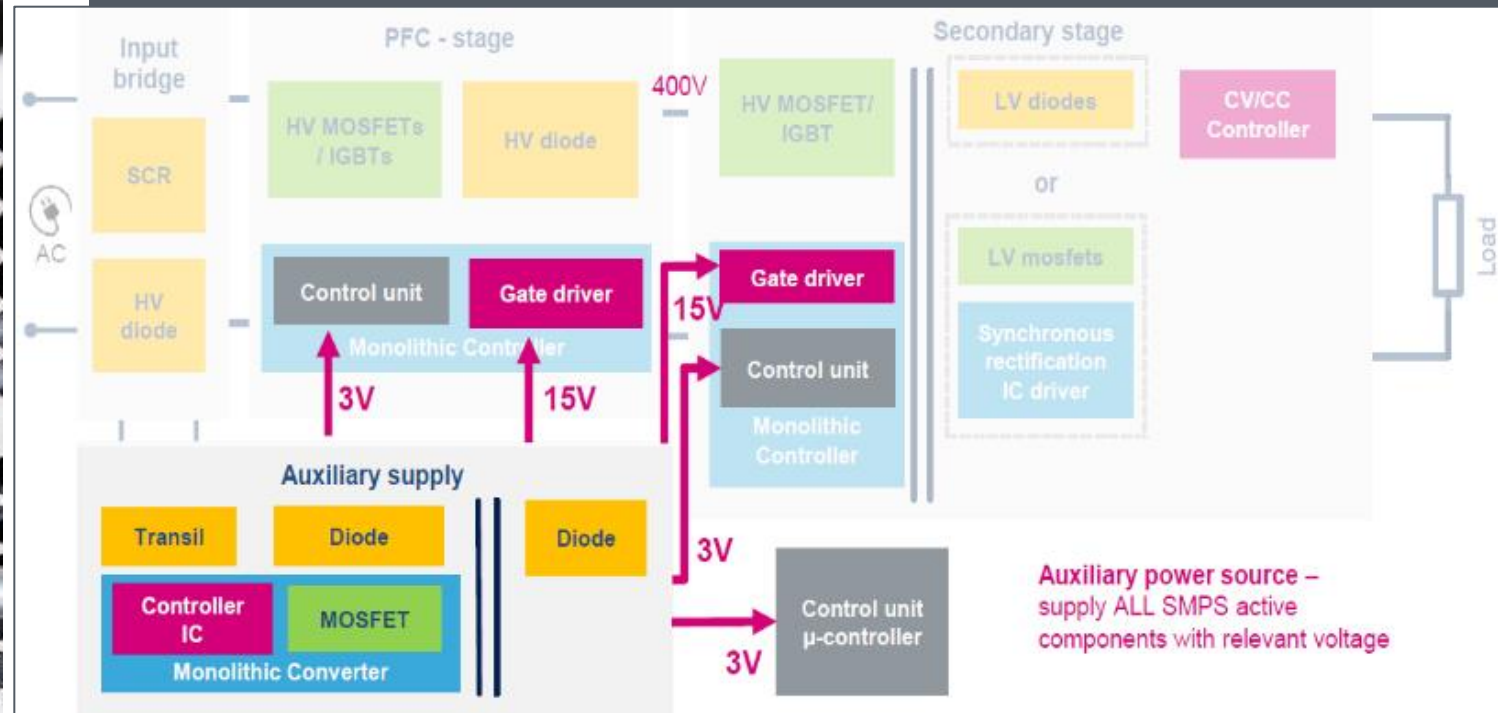 Input
bridge
SCR
HV
diode
AC
PFC - stage
HV MOSFETs
/ IGBTs
HV diode
Control unit
Gate driver
Monolithic Controller
3V
15V
400V
Secondary stage
HV MOSFET/
IGBT
LV diodes
CV/CC
Controller
or
LV mosfets
Synchronous
rectification
IC driver
Gate driver
15V
Control unit
Monolithic
Controller
Load
Auxiliary supply
Transil
Diode
Diode
Controller
IC
MOSFET
Monolithic Converter
3V
3V
Control unit
μ-controller
Auxiliary power source –
supply ALL SMPS active
components with relevant voltage